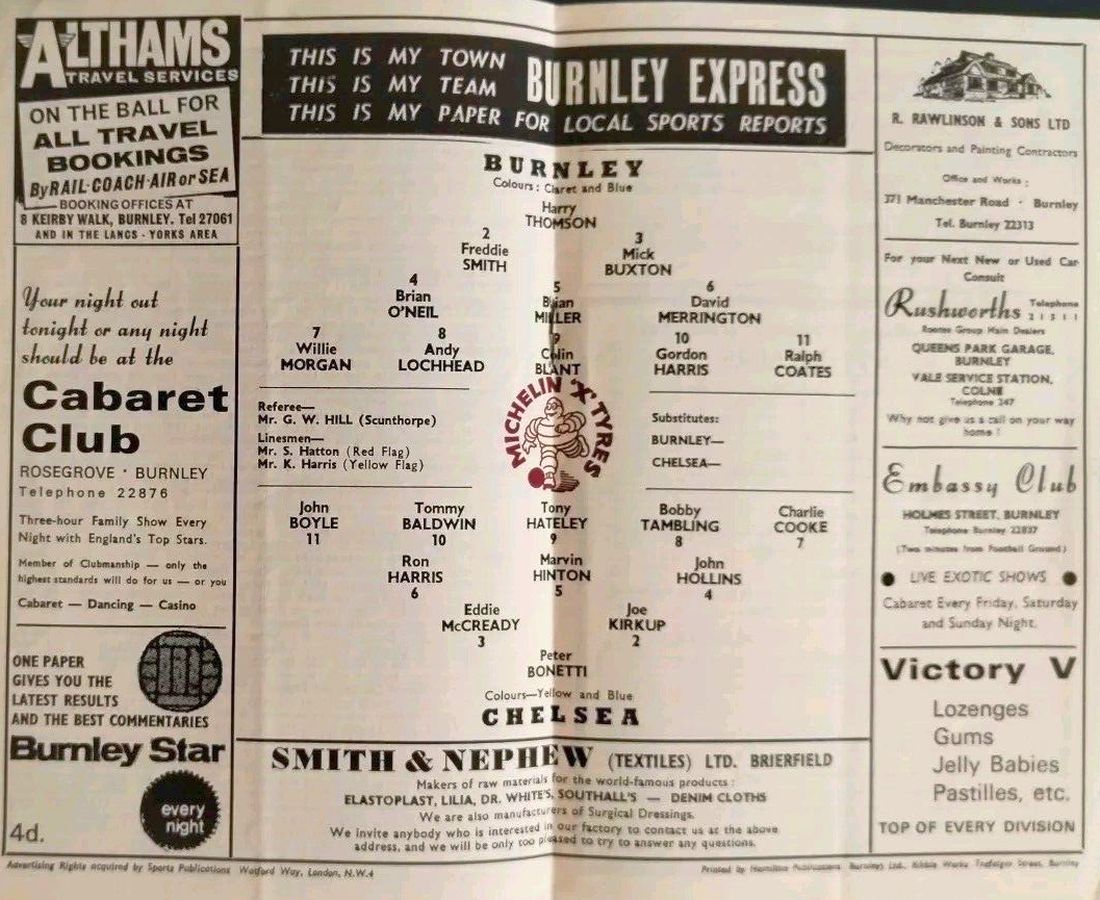 ALTHAMS
TRAVEL SERVICES
ON THE BALL FOR
ALL TRAVEL
BOOKINGS
By RAIL·COACH·AIR or SEA
BOOKING OFFICES AT
8 KEIRBY WALK, BURNLEY. Tel 27061
AND IN THE LANCS - YORKS AREA
Your night out
tonight or any night
should be at the
Cabaret
Club
ROSEGROVE · BURNLEY
Telephone 22876
Three-hour Family Show Every
Night with England's Top Stars.
Member of Clubmanship — only the
highest standards will do for us — or you
Cabaret — Dancing — Casino
ONE PAPER
GIVES YOU THE
LATEST RESULTS
AND THE BEST COMMENTARIES
Burnley Star
every
night
4d.
THIS IS MY TOWN
THIS IS MY TEAM
THIS IS MY PAPER FOR LOCAL SPORTS REPORTS
BURNLEY EXPRESS
BURNLEY
Colours: Claret and Blue
Harry
THOMSON
2 3
Freddie Mick
SMITH BUXTON
4 5 6
Brian Brian David
O'NEIL MILLER MERRINGTON
7 8 9 10 11
Willie Andy Colin Gordon Ralph
MORGAN LOCHHEAD BLANT HARRIS COATES
Referee—
Mr. G. W. HILL (Scunthorpe)
Linesmen—
Mr. S. Hatton (Red Flag)
Mr. K. Harris (Yellow Flag)
MICHELIN 'X' TYRES
Substitutes:
BURNLEY—
CHELSEA—
John Tommy Tony Bobby Charlie
BOYLE BALDWIN HATELEY TAMBLING COOKE
11 10 9 8 7
Ron Marvin John
HARRIS HINTON HOLLINS
6 5 4
Eddie Joe
McCREADY KIRKUP
3 2
Peter
BONETTI
Colours—Yellow and Blue
CHELSEA
SMITH & NEPHEW (TEXTILES) LTD. BRIERFIELD
Makers of raw materials for the world-famous products :
ELASTOPLAST, LILIA, DR. WHITE'S, SOUTHALL'S — DENIM CLOTHS
We are also manufacturers of Surgical Dressings.
We invite anybody who is interested in our factory to contact us at the above
address, and we will be only too pleased to try to answer any questions.
R. RAWLINSON & SONS LTD
Decorators and Painting Contractors
Office and Works :
371 Manchester Road · Burnley
Tel. Burnley 22313
For your Next New or Used Car
Consult
Rushworths Telephone
21311
Rootes Group Main Dealers
QUEENS PARK GARAGE,
BURNLEY
VALE SERVICE STATION,
COLNE
Telephone 247
Why not give us a call on your way
home !
Embassy Club
HOLMES STREET, BURNLEY
Telephone Burnley 22837
(Two minutes from Football Ground)
● LIVE EXOTIC SHOWS ●
Cabaret Every Friday, Saturday
and Sunday Night.
Victory V
Lozenges
Gums
Jelly Babies
Pastilles, etc.
TOP OF EVERY DIVISION
Advertising Rights acquired by Sports Publications Watford Way, London, N.W.4
Printed by Hamilton Publications (Burnley) Ltd., Kibble Works Trafalgar Street, Burnley